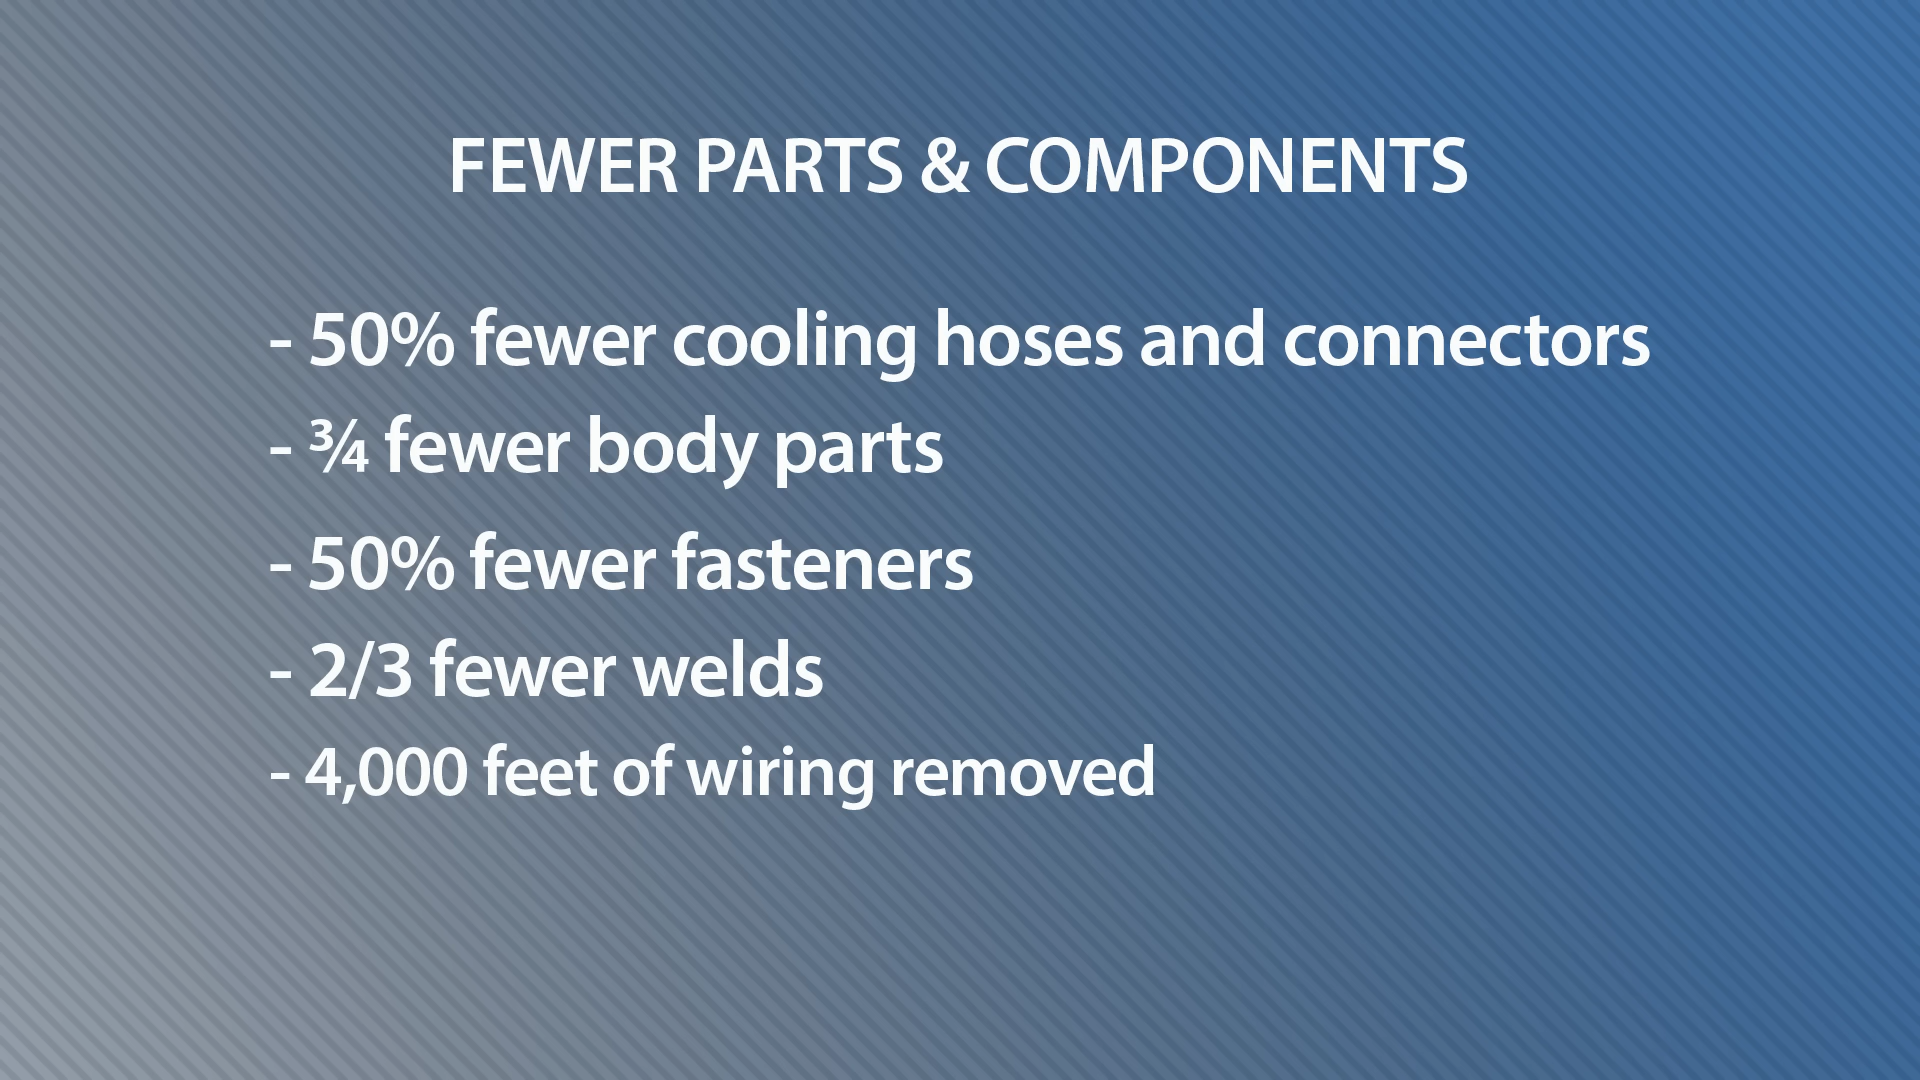 FEWER PARTS & COMPONENTS
- 50% fewer cooling hoses and connectors
- ¾ fewer body parts
- 50% fewer fasteners
- 2/3 fewer welds
- 4,000 feet of wiring removed